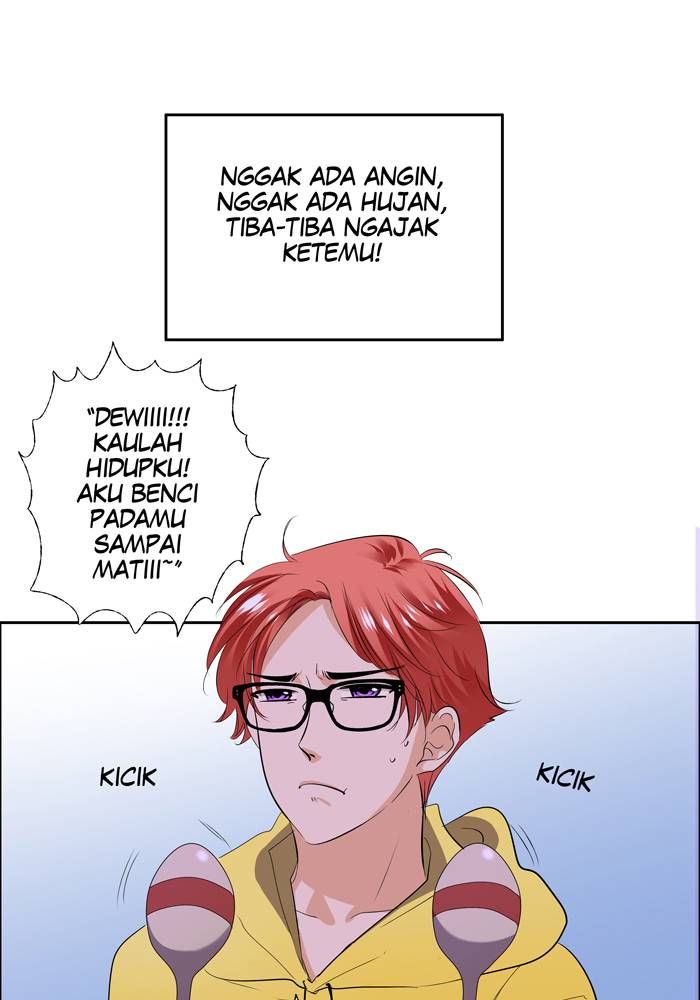 NGGAK ADA ANGIN,
NGGAK ADA HUJAN,
TIBA-TIBA NGAJAK
KETEMU!
"DEWIIII!!!
KAULAH
HIDUPKU!
AKU BENCI
PADAMU
SAMPAI
MATIII~"
KICIK
KICIK